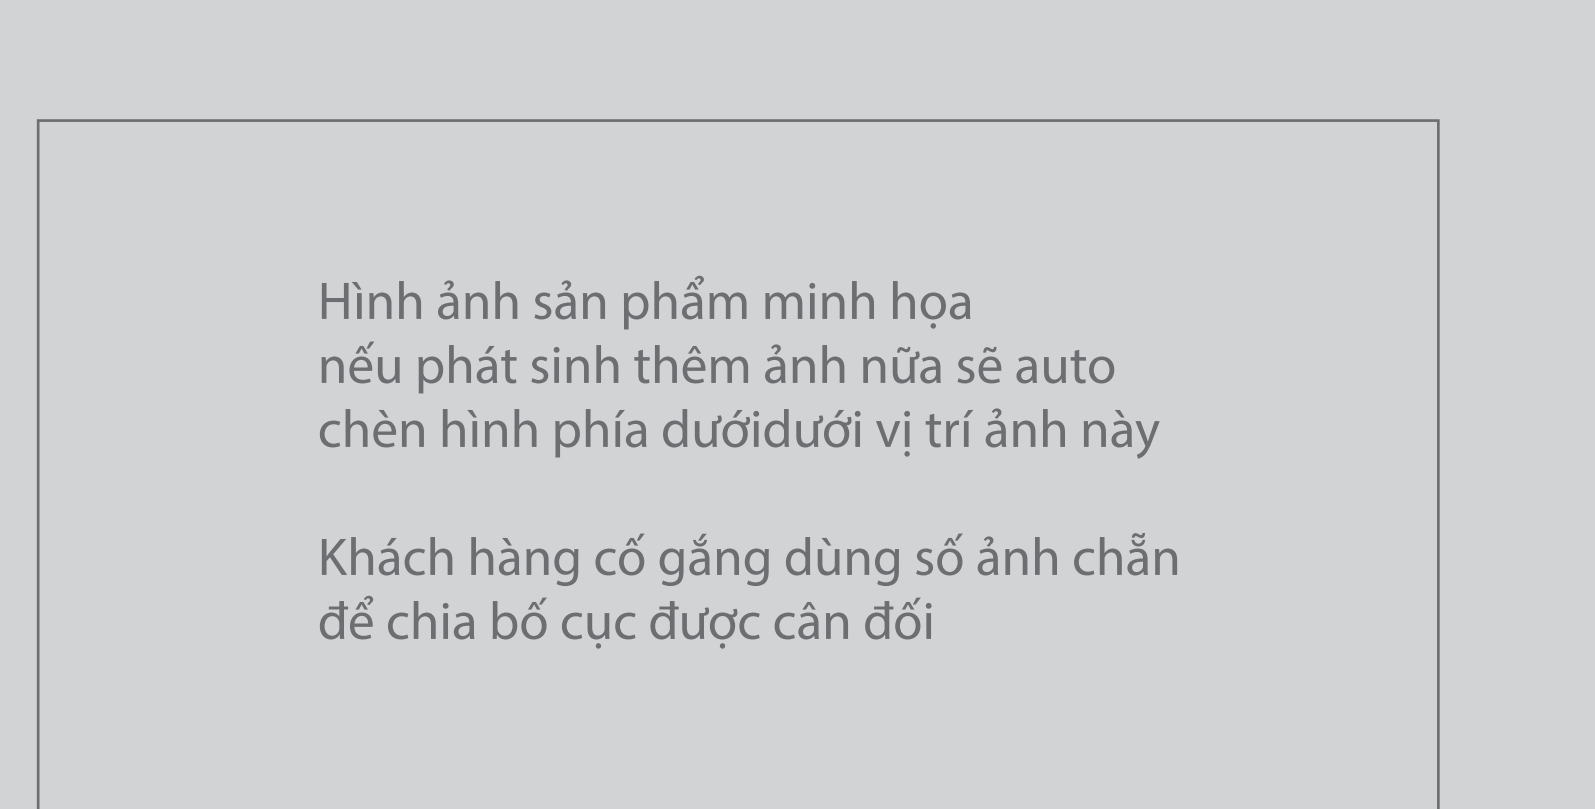 Hình ảnh sản phẩm minh họa
nếu phát sinh thêm ảnh nữa sẽ auto
chèn hình phía dướidưới vị trí ảnh này
Khách hàng cố gắng dùng số ảnh chẵn
để chia bố cục được cân đối